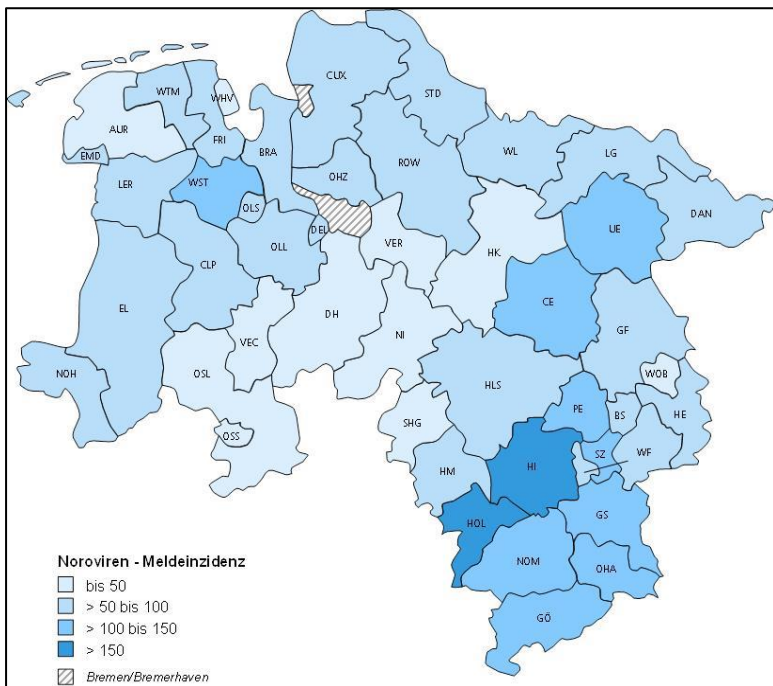 CUX
STD
WTM
WHV
AUR
FRI
BRA
EMD
WL
LG
ROW
OHZ
LER
WST
OLS
DAN
UE
DEL
VER
OLL
HK
CLP
CE
EL
DH
GF
NI
VEC
NOH
OSL
HLS
WOB
PE
BS
HE
SHG
OSS
SZ
WF
HI
HM
GS
HOL
NOM
OHA
GÖ
Noroviren - Meldeeinzidenz
bis 50
> 50 bis 100
> 100 bis 150
> 150
Bremen/Bremerhaven